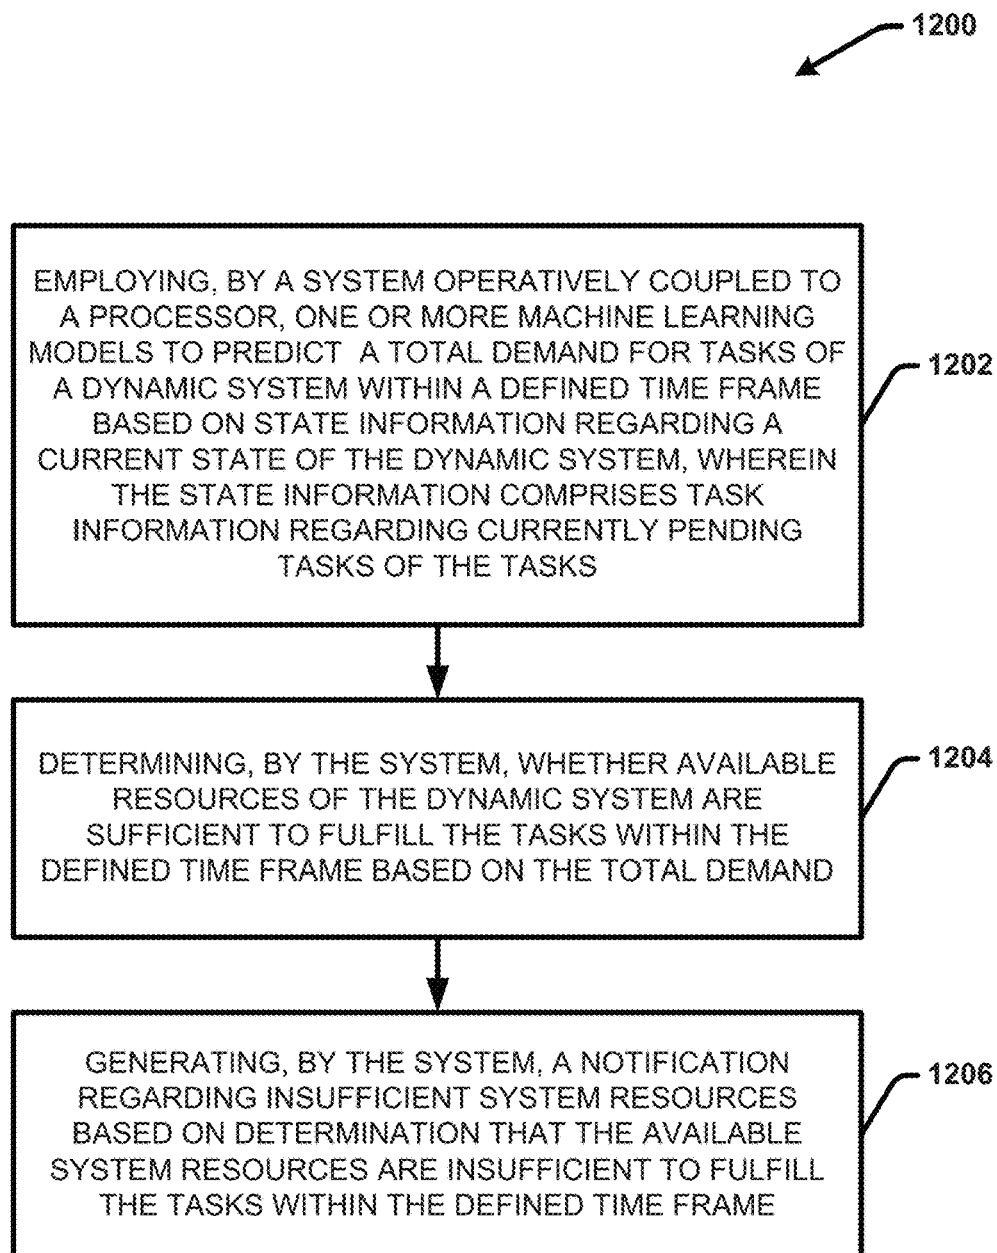 1200
EMPLOYING, BY A SYSTEM OPERATIVELY COUPLED TO
A PROCESSOR, ONE OR MORE MACHINE LEARNING
MODELS TO PREDICT A TOTAL DEMAND FOR TASKS OF
A DYNAMIC SYSTEM WITHIN A DEFINED TIME FRAME
BASED ON STATE INFORMATION REGARDING A
CURRENT STATE OF THE DYNAMIC SYSTEM, WHEREIN
THE STATE INFORMATION COMPRISES TASK
INFORMATION REGARDING CURRENTLY PENDING
TASKS OF THE TASKS
1202
DETERMINING, BY THE SYSTEM, WHETHER AVAILABLE
RESOURCES OF THE DYNAMIC SYSTEM ARE
SUFFICIENT TO FULFILL THE TASKS WITHIN THE
DEFINED TIME FRAME BASED ON THE TOTAL DEMAND
1204
GENERATING, BY THE SYSTEM, A NOTIFICATION
REGARDING INSUFFICIENT SYSTEM RESOURCES
BASED ON DETERMINATION THAT THE AVAILABLE
SYSTEM RESOURCES ARE INSUFFICIENT TO FULFILL
THE TASKS WITHIN THE DEFINED TIME FRAME
1206